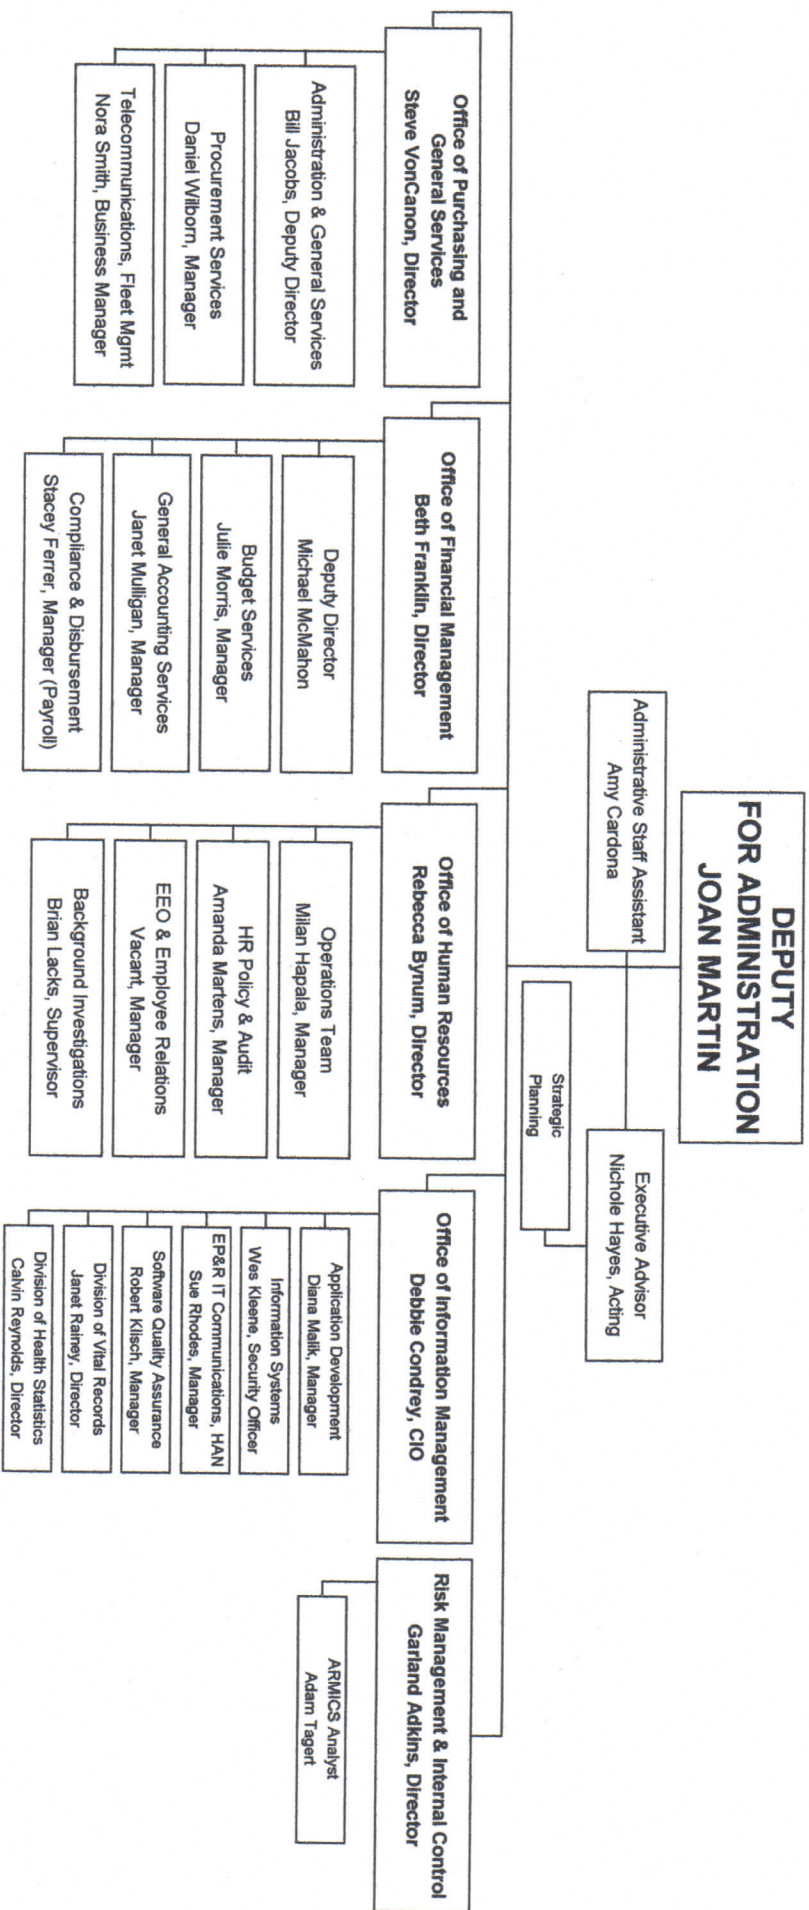 DEPUTY
FOR ADMINISTRATION
JOAN MARTIN
Administrative Staff Assistant
Amy Cardona
Executive Advisor
Nichole Hayes, Acting
Strategic
Planning
Office of Purchasing and
General Services
Steve VonCanon, Director
Administration & General Services
Bill Jacobs, Deputy Director
Procurement Services
Daniel Wilborn, Manager
Telecommunications, Fleet Mgmt
Nora Smith, Business Manager
Office of Financial Management
Beth Franklin, Director
Deputy Director
Michael McMahon
Budget Services
Julie Morris, Manager
General Accounting Services
Janet Mulligan, Manager
Compliance & Disbursement
Stacey Ferrer, Manager (Payroll)
Office of Human Resources
Rebecca Bynum, Director
Operations Team
Milan Hapala, Manager
HR Policy & Audit
Amanda Martens, Manager
EEO & Employee Relations
Vacant, Manager
Background Investigations
Brian Lacks, Supervisor
Office of Information Management
Debbie Condrey, CIO
Application Development
Diana Malik, Manager
Information Systems
Wes Kleene, Security Officer
EP&R IT Communications, HAN
Sue Rhodes, Manager
Software Quality Assurance
Robert Klisch, Manager
Division of Vital Records
Janet Rainey, Director
Division of Health Statistics
Calvin Reynolds, Director
Risk Management & Internal Control
Garland Adkins, Director
ARMICS Analyst
Adam Tagert